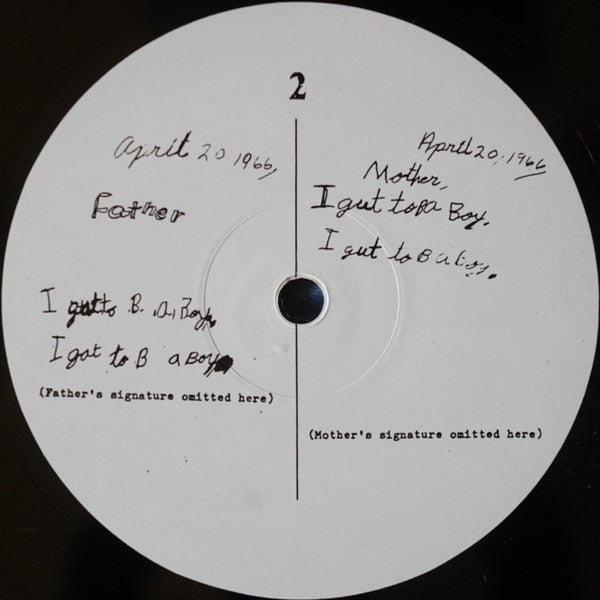 2
April 20 1966,
Father
I gutto B. a, Boy,
I got to B a Boy
(Father's signature omitted here)
April 20, 1966
Mother,
I gut to Ba Boy.
I gut to B a Boy.
(Mother's signature omitted here)